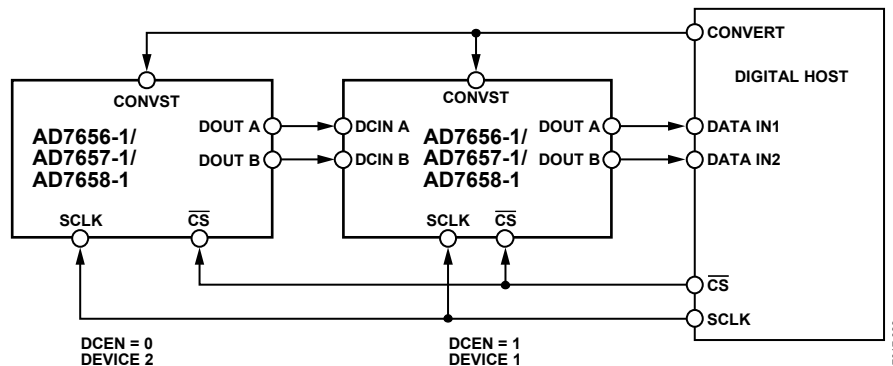 CONVERT
DIGITAL HOST
CONVST
CONVST
AD7656-1/
AD7657-1/
AD7658-1
DOUT A
DOUT B
DCIN A
DCIN B
AD7656-1/
AD7657-1/
AD7658-1
DOUT A
DOUT B
DATA IN1
DATA IN2
SCLK
CS
SCLK
CS
CS
SCLK
DCEN = 0
DEVICE 2
DCEN = 1
DEVICE 1